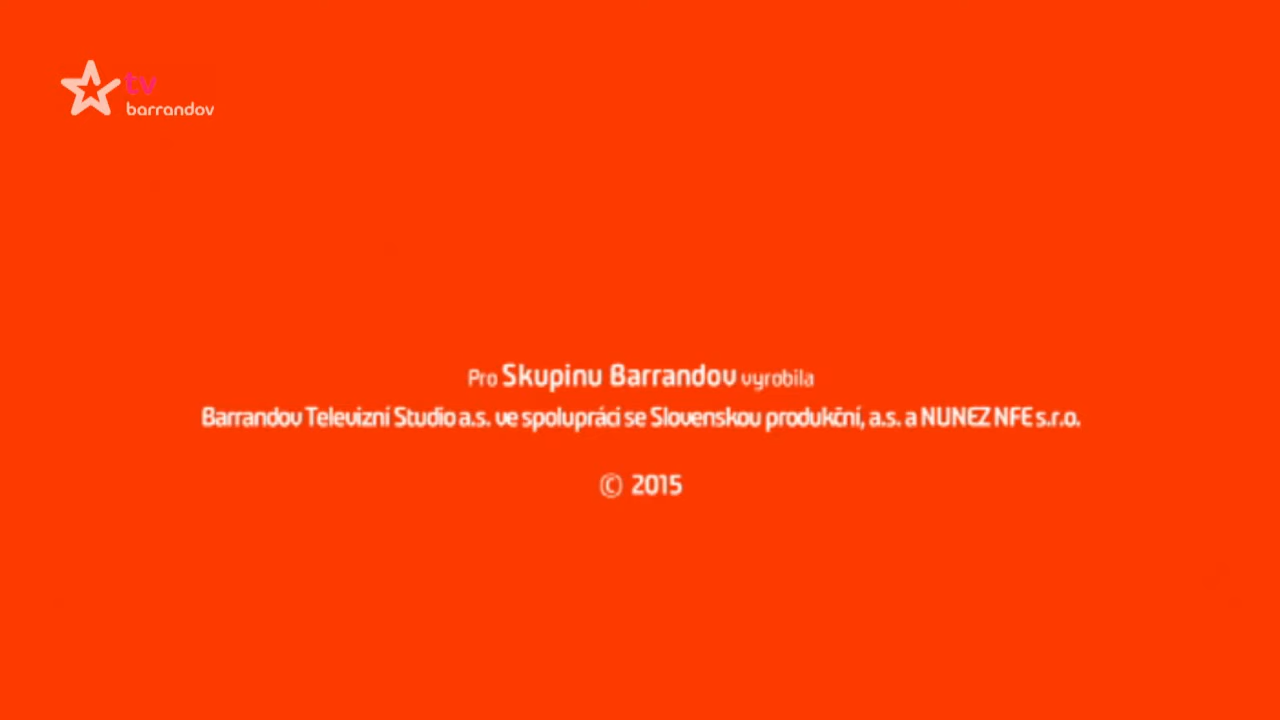 tv
barrandov
Pro Skupinu Barrandov vyrobila
Barrandov Televizní Studio a.s. ve spolupráci se Slovenskou produkční, a.s. a NUNEZ NFE s.r.o.
© 2015